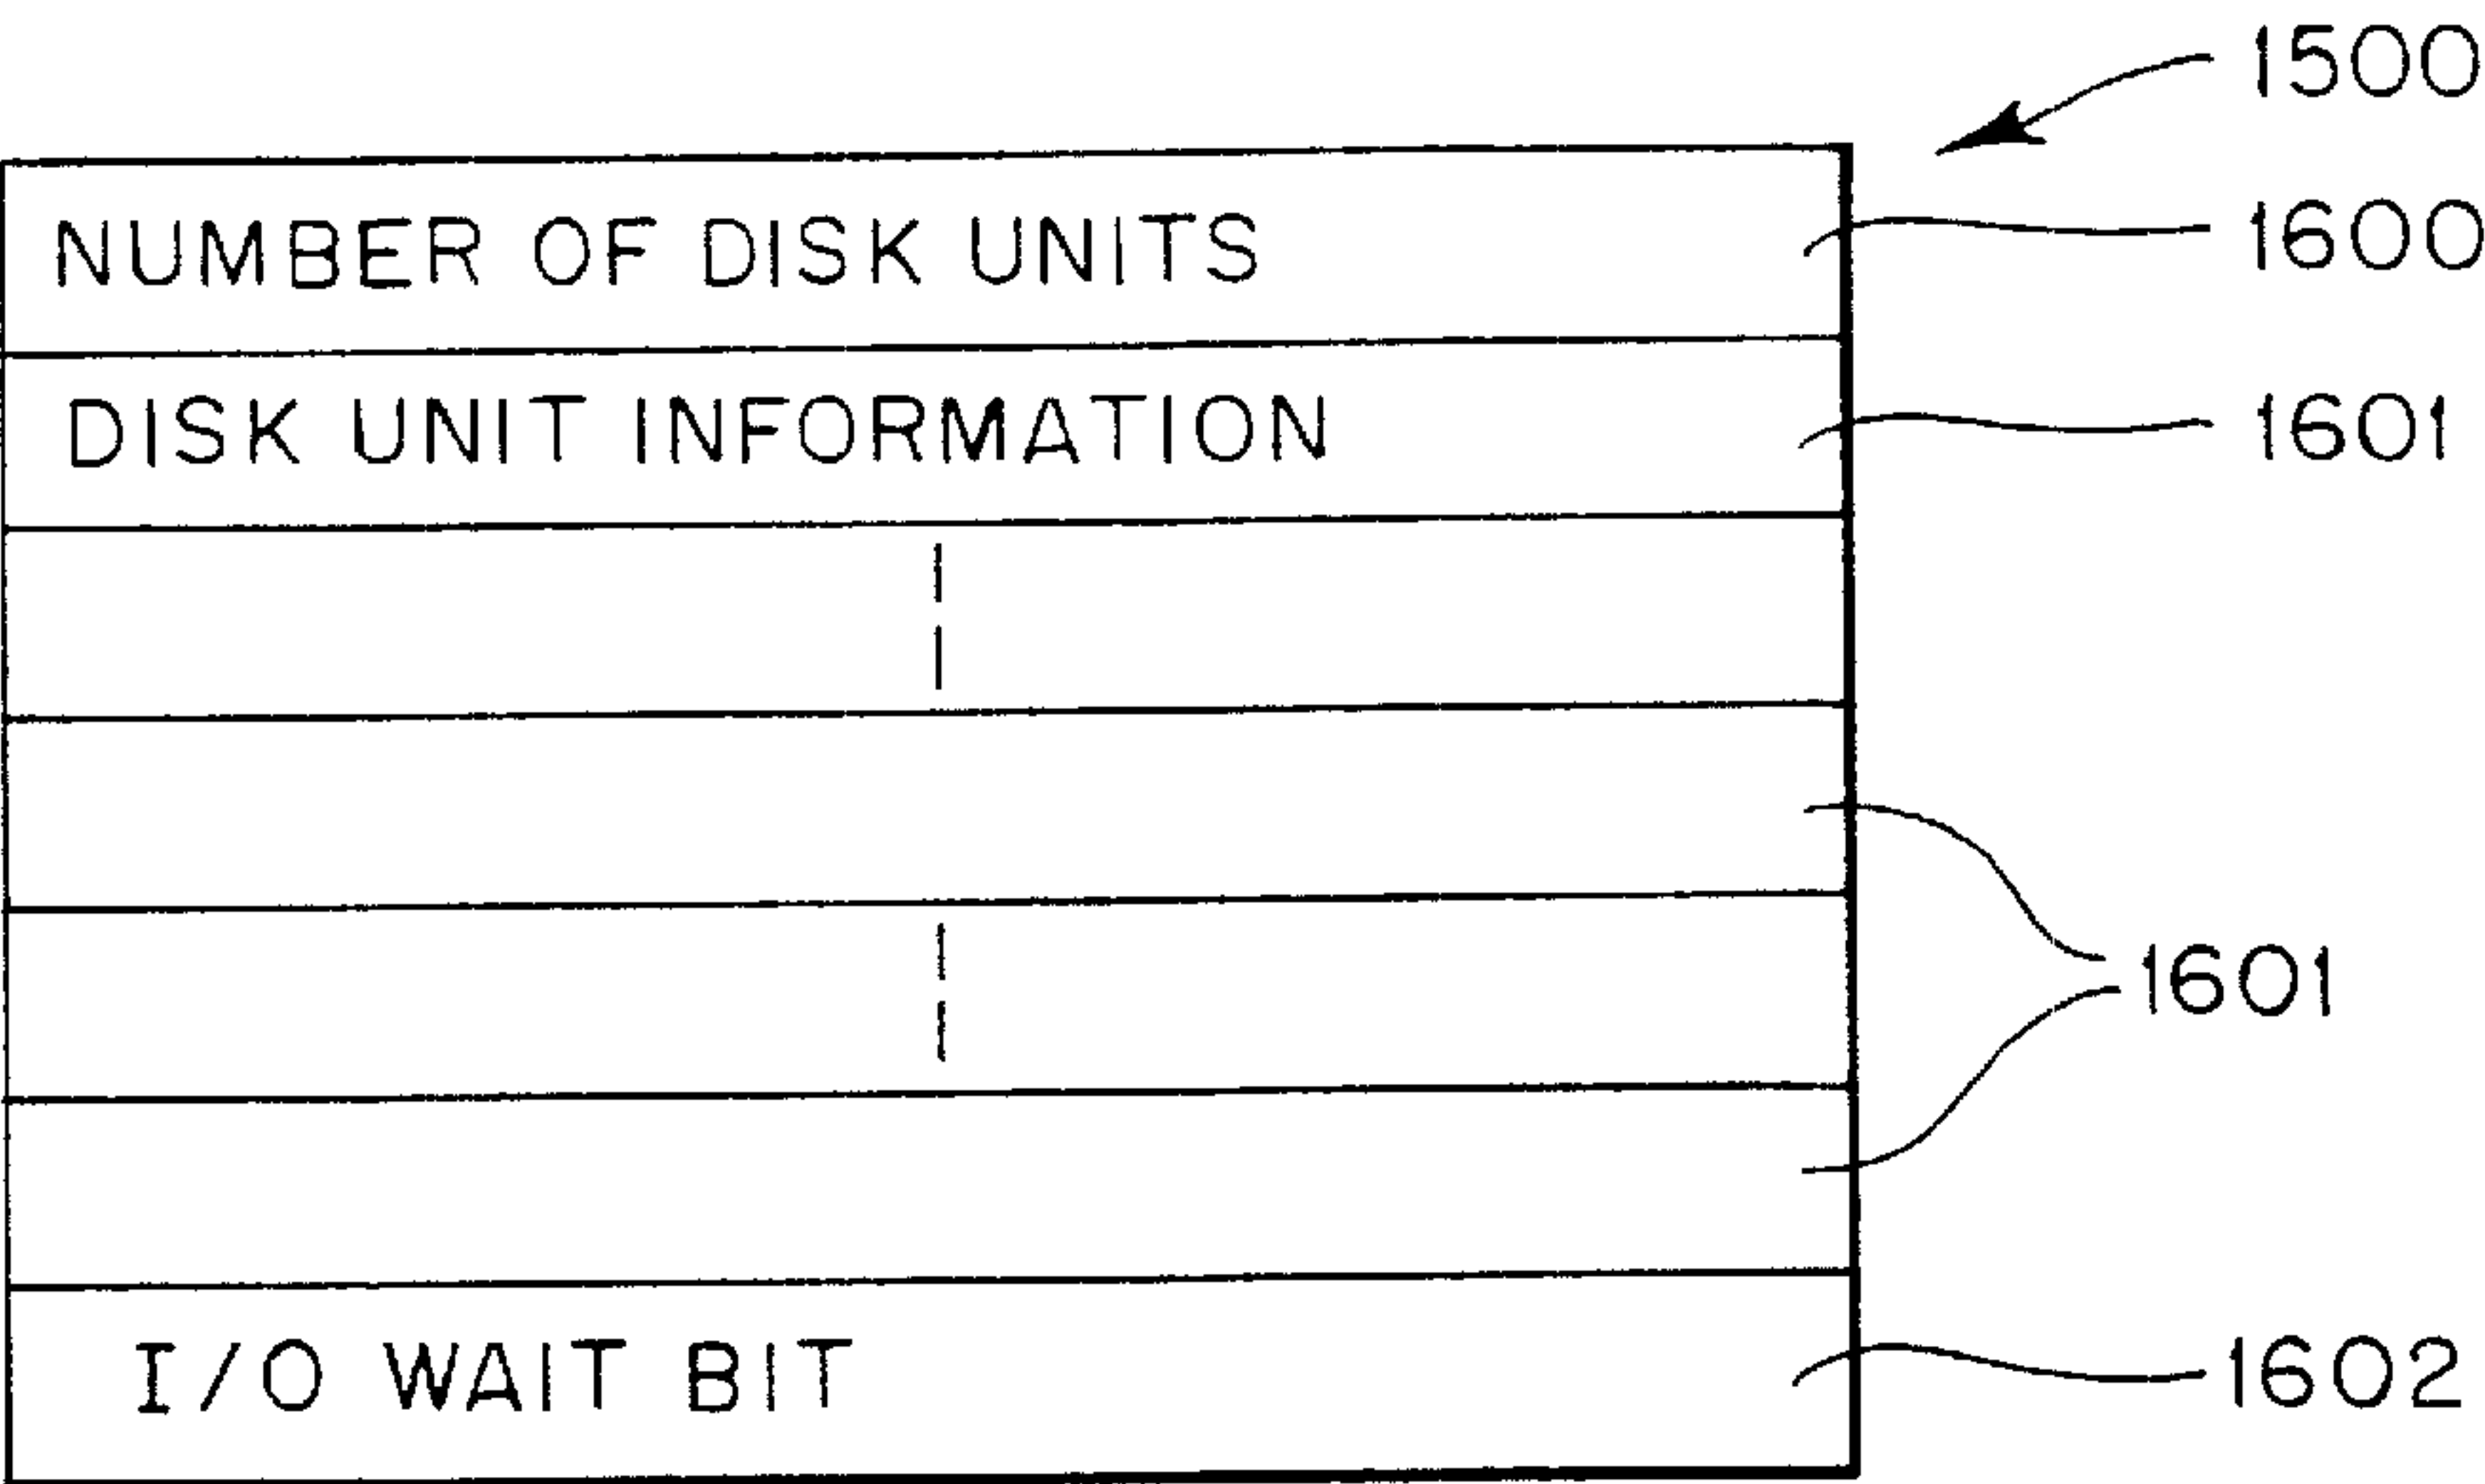 1500
NUMBER OF DISK UNITS 1600
DISK UNIT INFORMATION 1601
1601
I/O WAIT BIT 1602